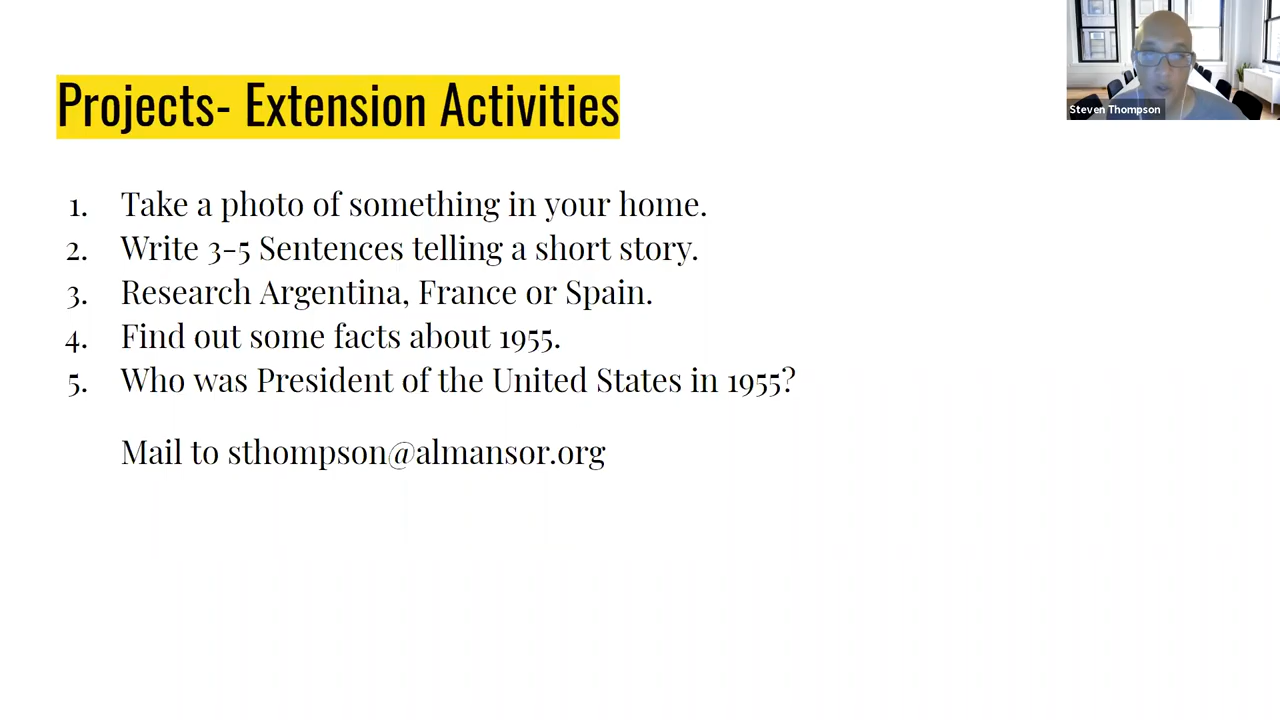 Projects- Extension Activities
Steven Thompson
1. Take a photo of something in your home.
2. Write 3-5 Sentences telling a short story.
3. Research Argentina, France or Spain.
4. Find out some facts about 1955.
5. Who was President of the United States in 1955?
Mail to sthompson@almansor.org